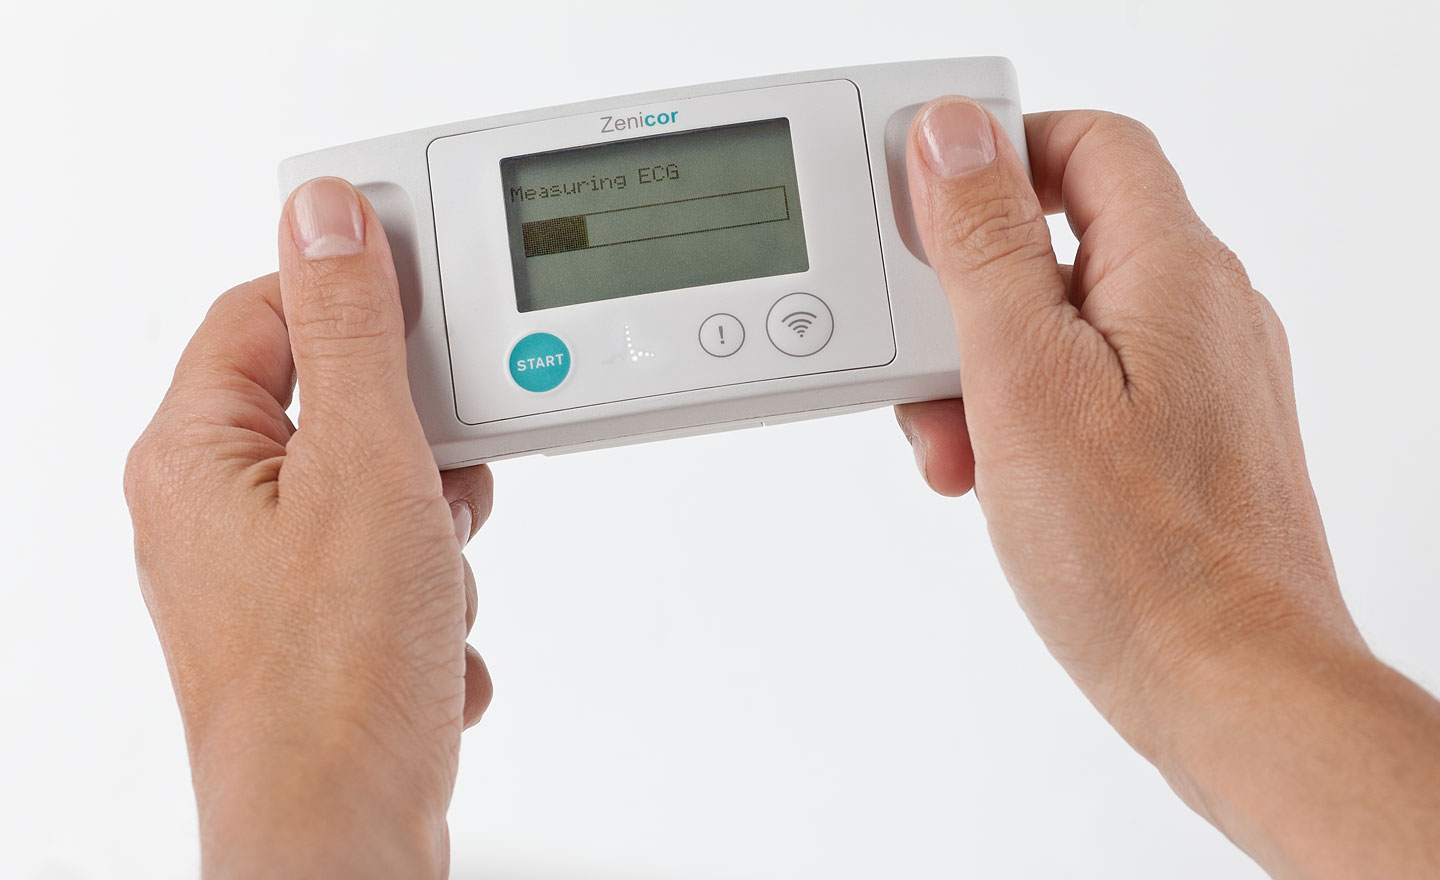 Zenicor
Measuring ECG
START
!